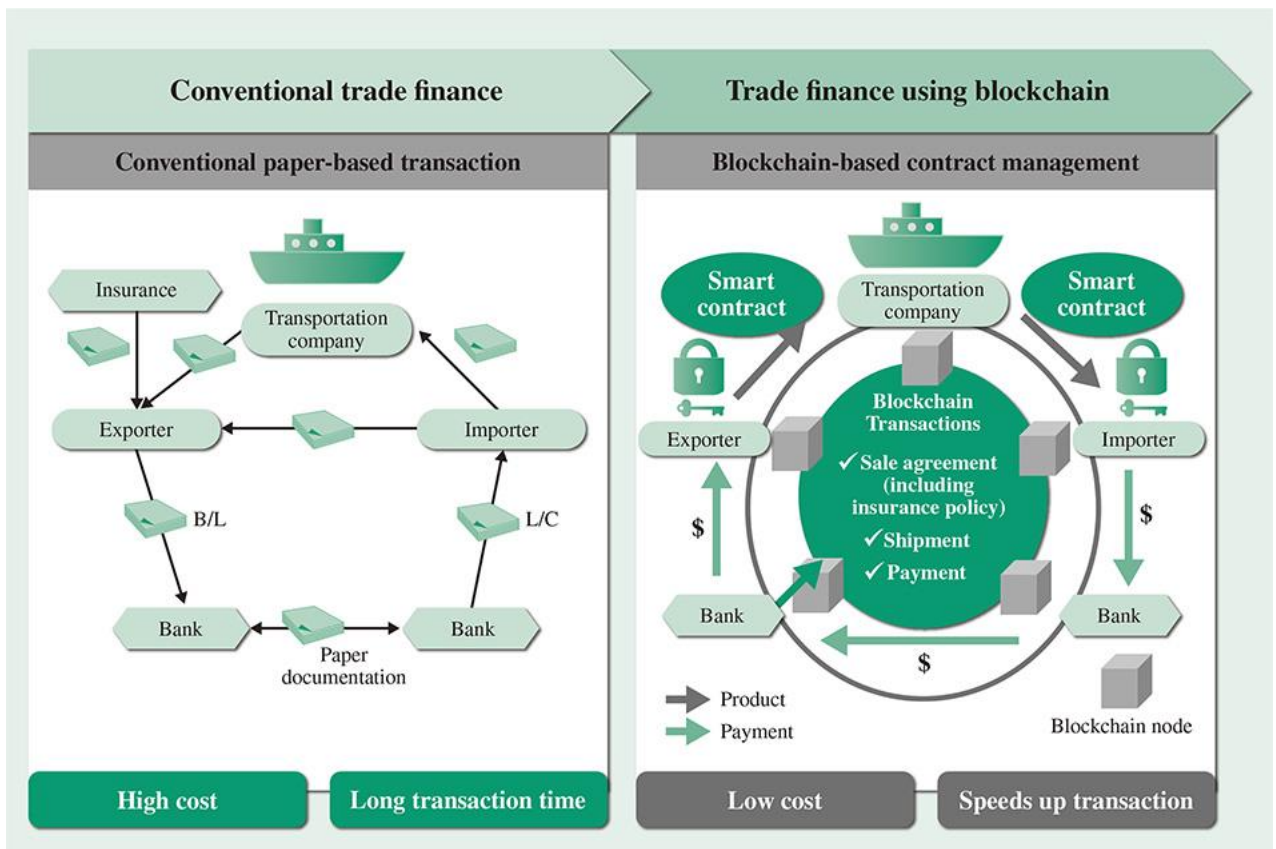 Conventional trade finance
Trade finance using blockchain
Conventional paper-based transaction
Insurance
Transportation
company
Exporter
Importer
B/L
L/C
Bank
Bank
Paper
documentation
High cost
Long transaction time
Blockchain-based contract management
Smart
contract
Transportation
company
Smart
contract
Blockchain
Transactions
Exporter
Importer
✓Sale agreement
(including
insurance policy)
✓Shipment
✓Payment
$
$
Bank
Bank
$
Product
Payment
Blockchain node
Low cost
Speeds up transaction